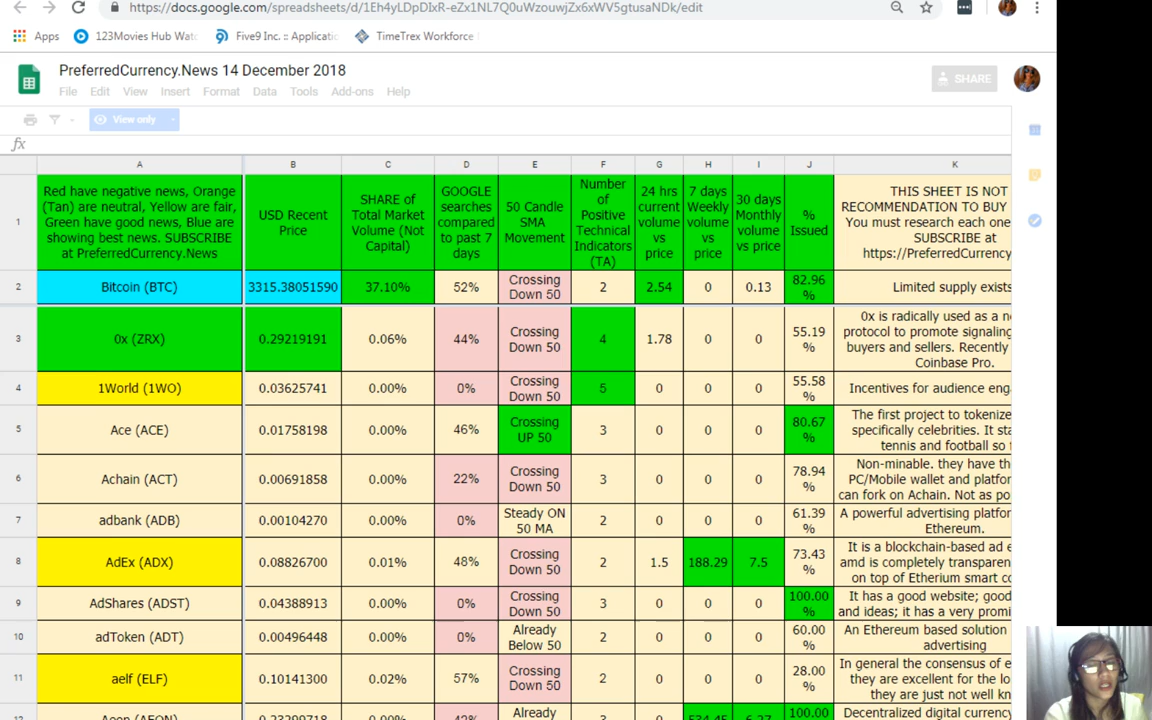 https://docs.google.com/spreadsheets/d/1Eh4yLDpDIxR-eZx1NL7Q0uWzouwjZx6xWV5gtusaNDk/edit
Apps 123Movies Hub Wat Five9 Inc. :: Applicati TimeTrex Workforce
PreferredCurrency.News 14 December 2018
SHARE
File Edit View Insert Format Data Tools Add-ons Help
View only
fx
A B C D E F G H I J K
1
Red have negative news, Orange
(Tan) are neutral, Yellow are fair,
Green have good news, Blue are
showing best news. SUBSCRIBE
at PreferredCurrency.News
USD Recent
Price
SHARE of
Total Market
Volume (Not
Capital)
GOOGLE
searches
compared
to past 7
days
50 Candle
SMA
Movement
Number
of
Positive
Technical
Indicators
(TA)
24 hrs
current
volume
vs
price
7 days
Weekly
volume
vs
price
30 days
Monthly
volume
vs price
%
Issued
THIS SHEET IS NOT
RECOMMENDATION TO BUY
You must research each one
SUBSCRIBE at
https://PreferredCurrency
2
Bitcoin (BTC)
3315.38051590
37.10%
52%
Crossing
Down 50
2
2.54
0
0.13
82.96
%
Limited supply exists
3
0x (ZRX)
0.29219191
0.06%
44%
Crossing
Down 50
4
1.78
0
0
55.19
%
0x is radically used as a n
protocol to promote signaling
buyers and sellers. Recently
Coinbase Pro.
4
1World (1WO)
0.03625741
0.00%
0%
Crossing
Down 50
5
0
0
0
55.58
%
Incentives for audience eng
5
Ace (ACE)
0.01758198
0.00%
46%
Crossing
UP 50
3
0
0
0
80.67
%
The first project to tokenize
specifically celebrities. It sta
tennis and football so f
6
Achain (ACT)
0.00691858
0.00%
22%
Crossing
Down 50
3
0
0
0
78.94
%
Non-minable. they have th
PC/Mobile wallet and platfor
can fork on Achain. Not as po
7
adbank (ADB)
0.00104270
0.00%
0%
Steady ON
50 MA
2
0
0
0
61.39
%
A powerful advertising platfor
Ethereum.
8
AdEx (ADX)
0.08826700
0.01%
48%
Crossing
Down 50
2
1.5
188.29
7.5
73.43
%
It is a blockchain-based ad e
amd is completely transparen
on top of Etherium smart co
9
AdShares (ADST)
0.04388913
0.00%
0%
Crossing
Down 50
3
0
0
0
100.00
%
It has a good website; good
and ideas; it has a very promi
10
adToken (ADT)
0.00496448
0.00%
0%
Already
Below 50
2
0
0
0
60.00
%
An Ethereum based solution
advertising
11
aelf (ELF)
0.10141300
0.02%
57%
Crossing
Down 50
2
0
0
0
28.00
%
In general the consensus of e
they are excellent for the lo
they are just not well kn
Already
100.00
Decentralized digital currency